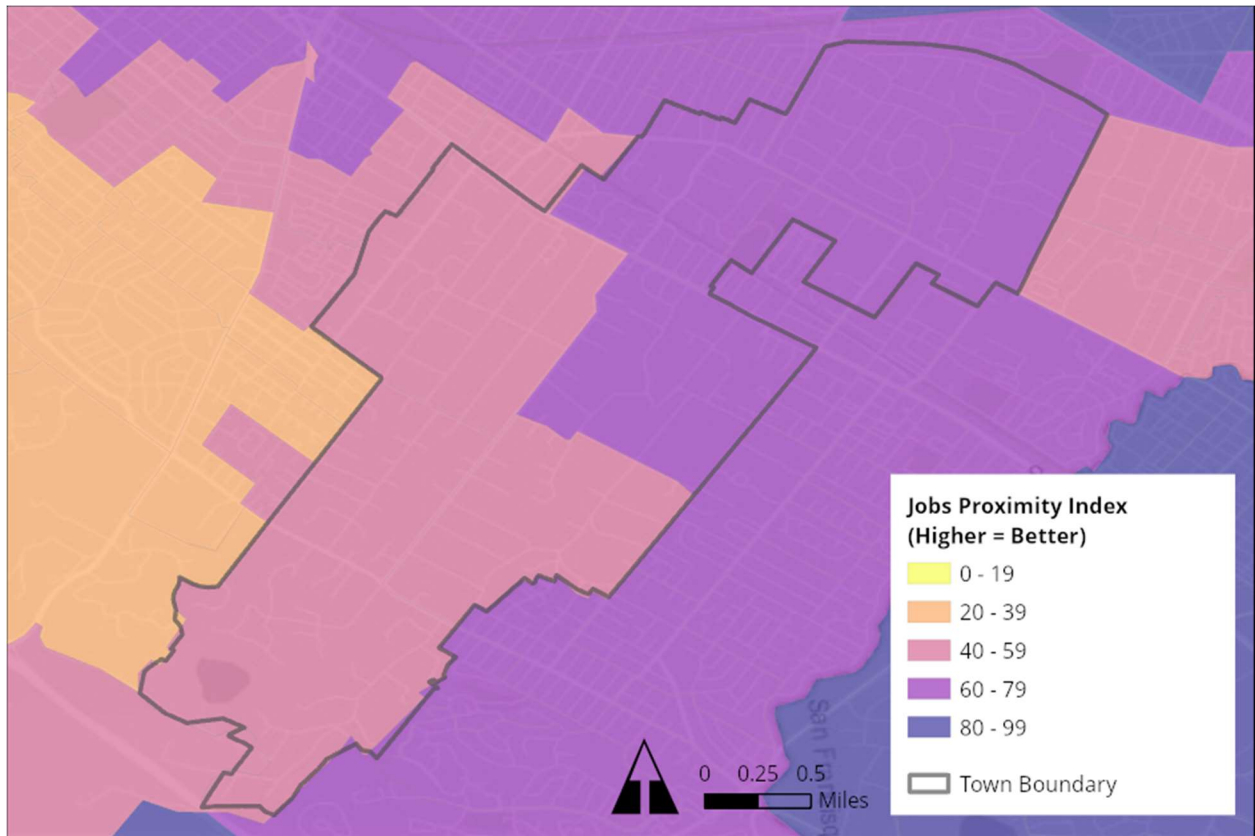 Jobs Proximity Index
(Higher = Better)
0 - 19
20 - 39
40 - 59
60 - 79
80 - 99
Town Boundary
0 0.25 0.5
Miles
San